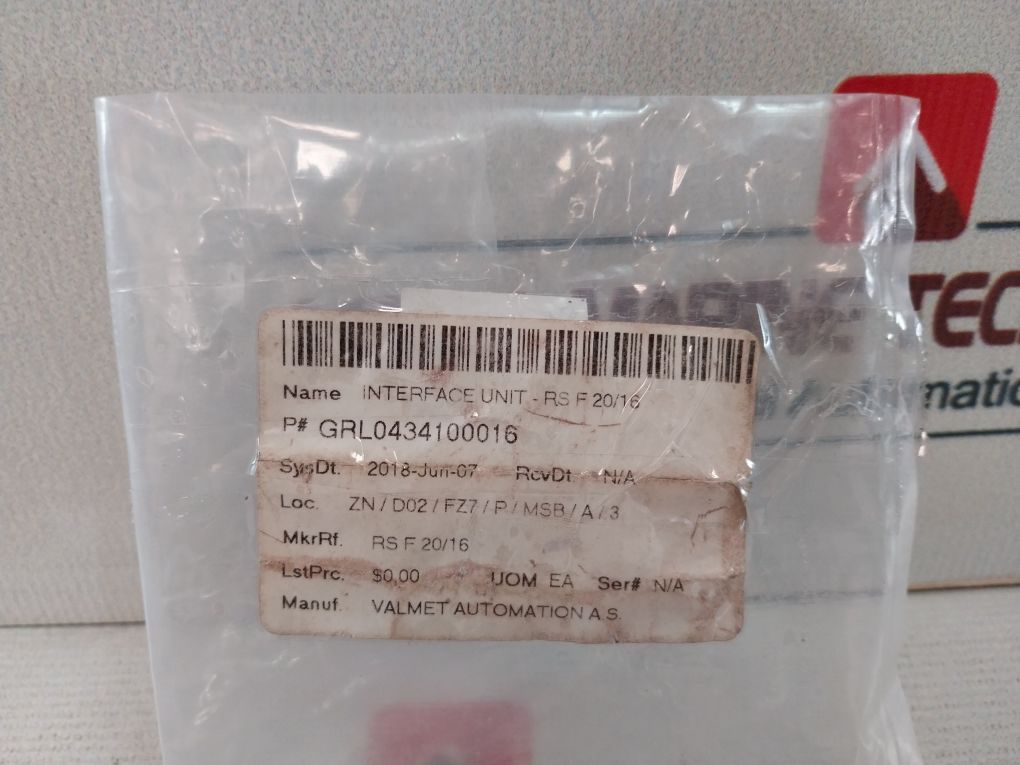 TEC
Name INTERFACE UNIT - RS F 20/16
P# GRL0434100016
SysDt. 2018-Jun-07 RcvDt. N/A
Loc. ZN / D02 / FZ7 / P / MSB / A / 3
MkrRf. RS F 20/16
LstPrc. $0.00 UOM EA Ser# N/A
Manuf. VALMET AUTOMATION A.S.